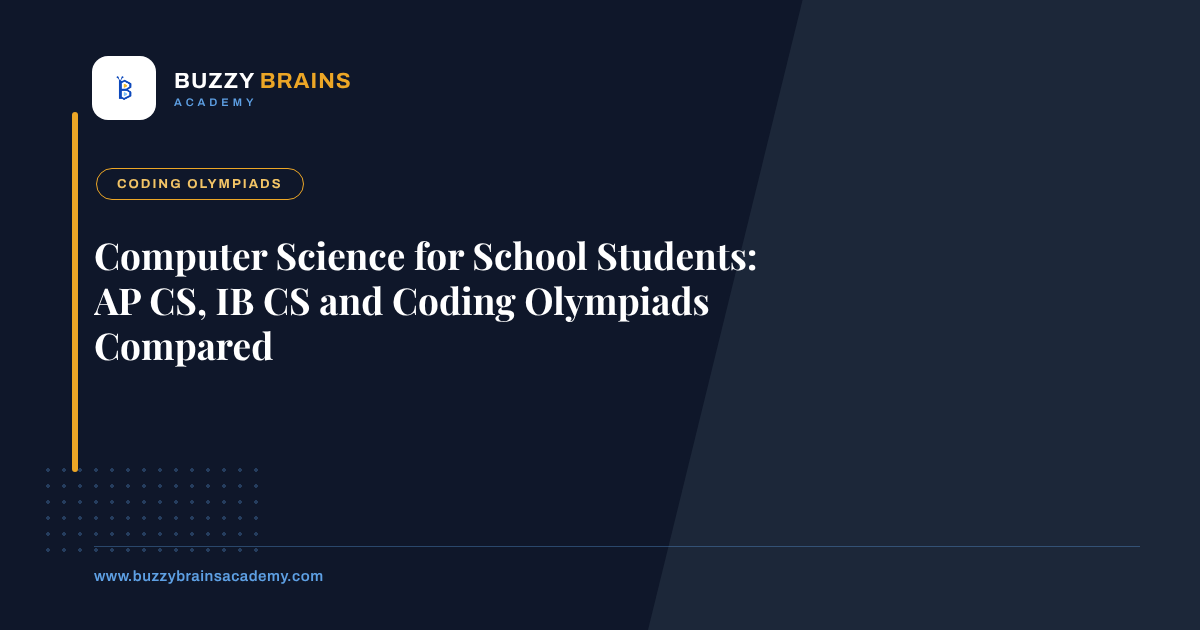 BUZZY BRAINS
ACADEMY
CODING OLYMPIADS
Computer Science for School Students:
AP CS, IB CS and Coding Olympiads
Compared
www.buzzybrainsacademy.com